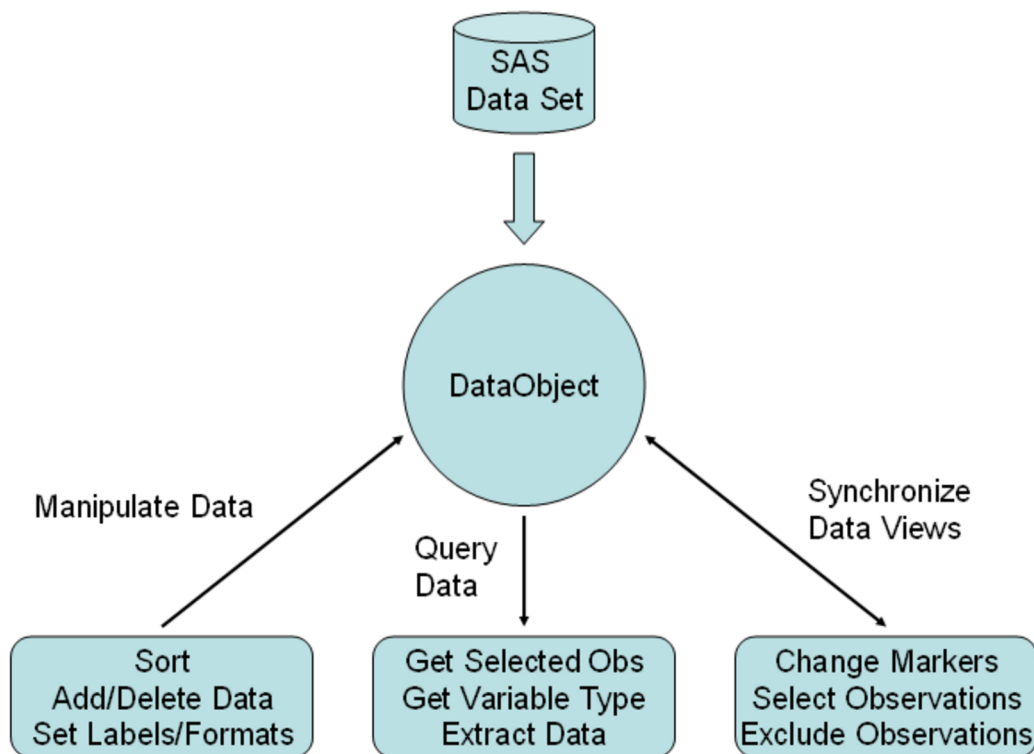 SAS
Data Set
DataObject
Manipulate Data
Query
Data
Synchronize
Data Views
Sort
Add/Delete Data
Set Labels/Formats
Get Selected Obs
Get Variable Type
Extract Data
Change Markers
Select Observations
Exclude Observations